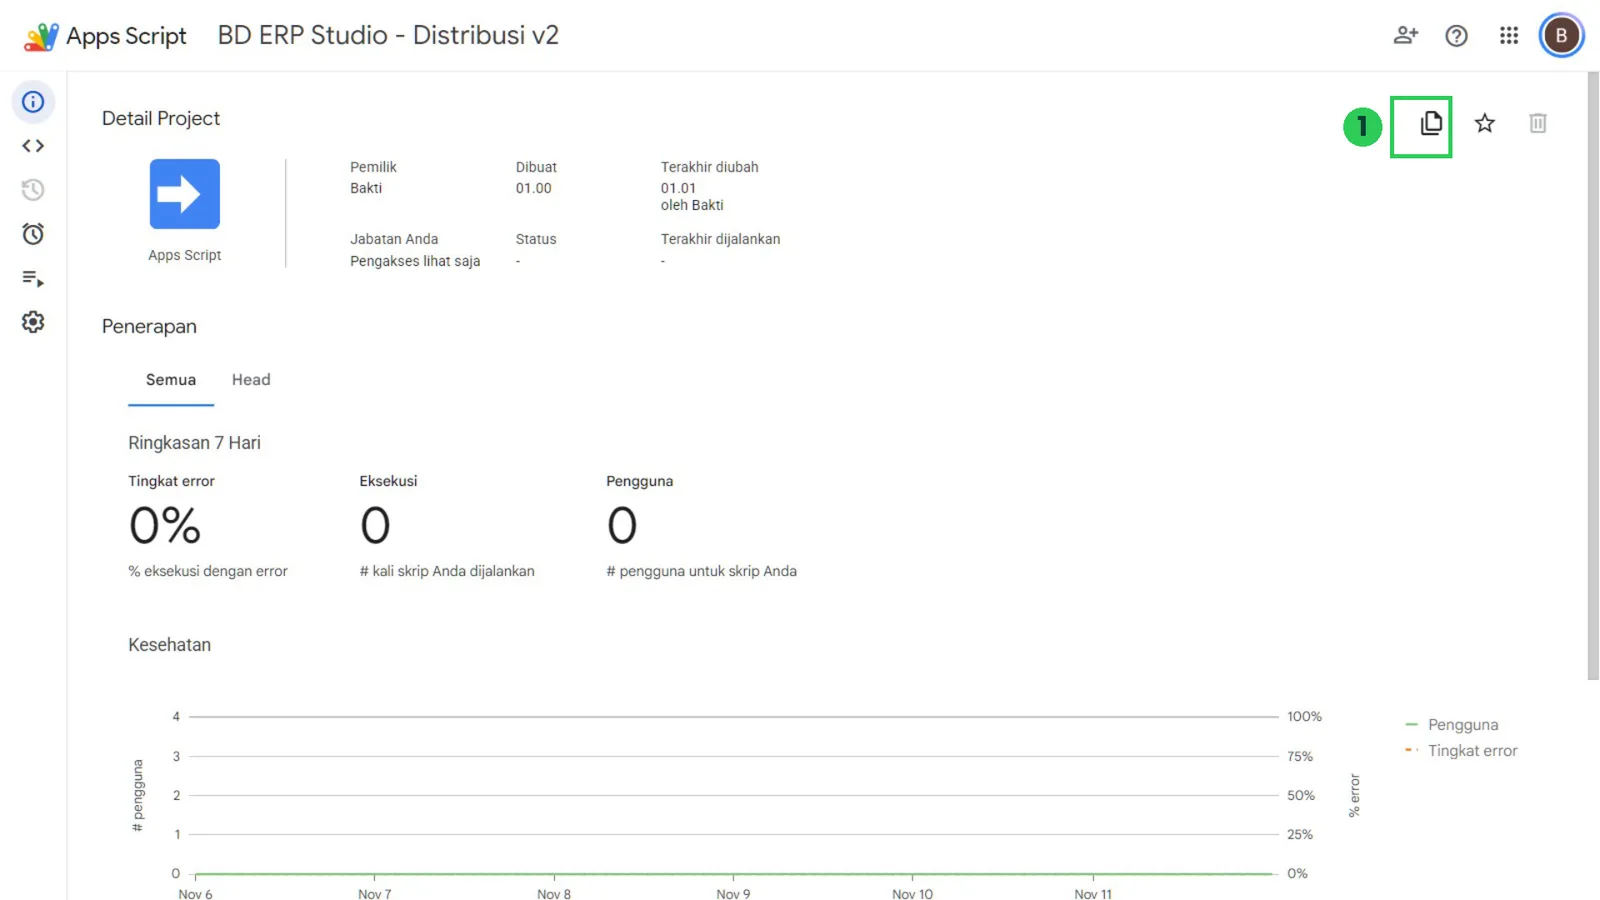 Apps Script
BD ERP Studio - Distribusi v2
B
Detail Project
1
Apps Script
Pemilik
Bakti
Dibuat
01.00
Terakhir diubah
01.01
oleh Bakti
Jabatan Anda
Pengakses lihat saja
Status
-
Terakhir dijalankan
-
Penerapan
Semua
Head
Ringkasan 7 Hari
Tingkat error
0%
% eksekusi dengan error
Eksekusi
0
# kali skrip Anda dijalankan
Pengguna
0
# pengguna untuk skrip Anda
Kesehatan
# pengguna
4
3
2
1
0
100%
75%
50%
25%
0%
% error
Nov 6
Nov 7
Nov 8
Nov 9
Nov 10
Nov 11
Pengguna
Tingkat error